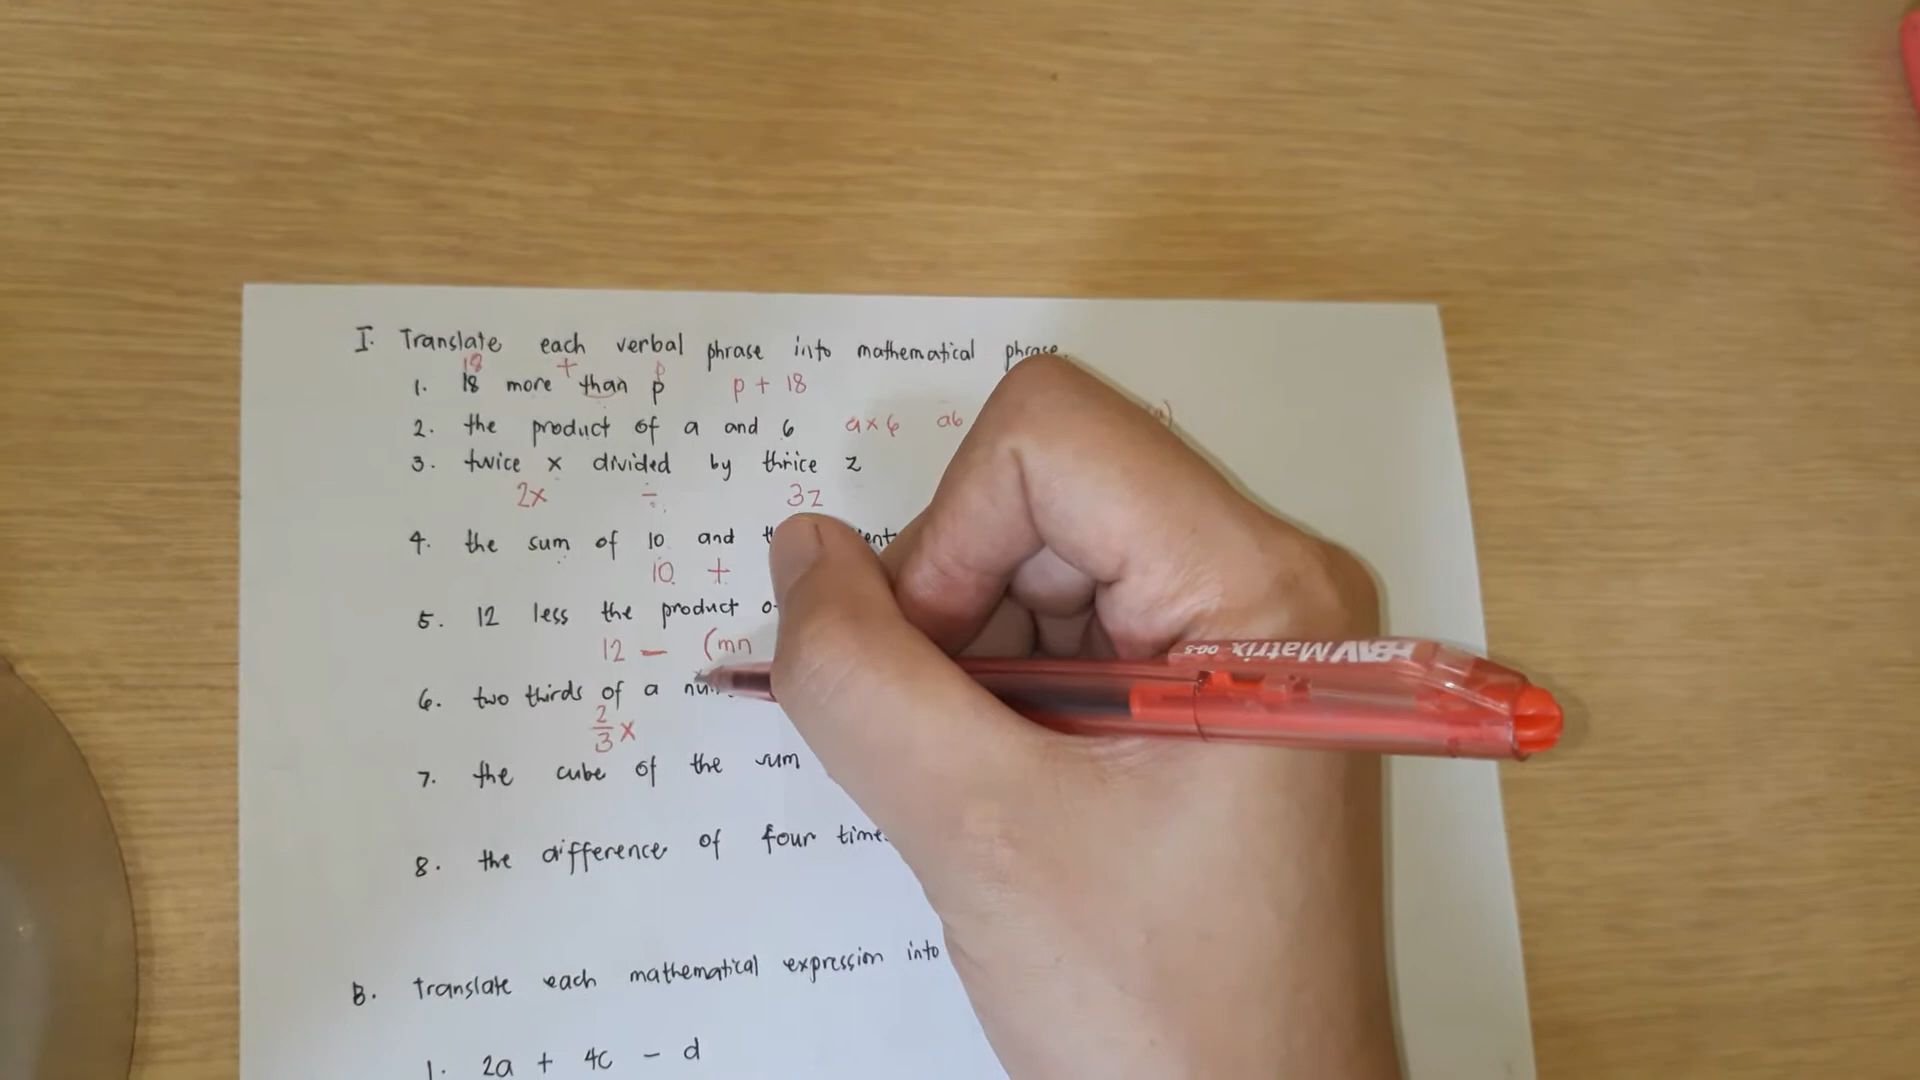 I. Translate each verbal phrase into mathematical phrase.
18 + p
1. 18 more than p p + 18
2. the product of a and 6 a x 6 a6
3. twice x divided by thrice z
2x ÷ 3z
4. the sum of 10 and
10 +
5. 12 less the product
12 — (mn
6. two thirds of a
2/3 x
7. the cube of the sum
8. the difference of four
B. Translate each mathematical expression into
1. 2a + 4c - d
Matrix OG-5